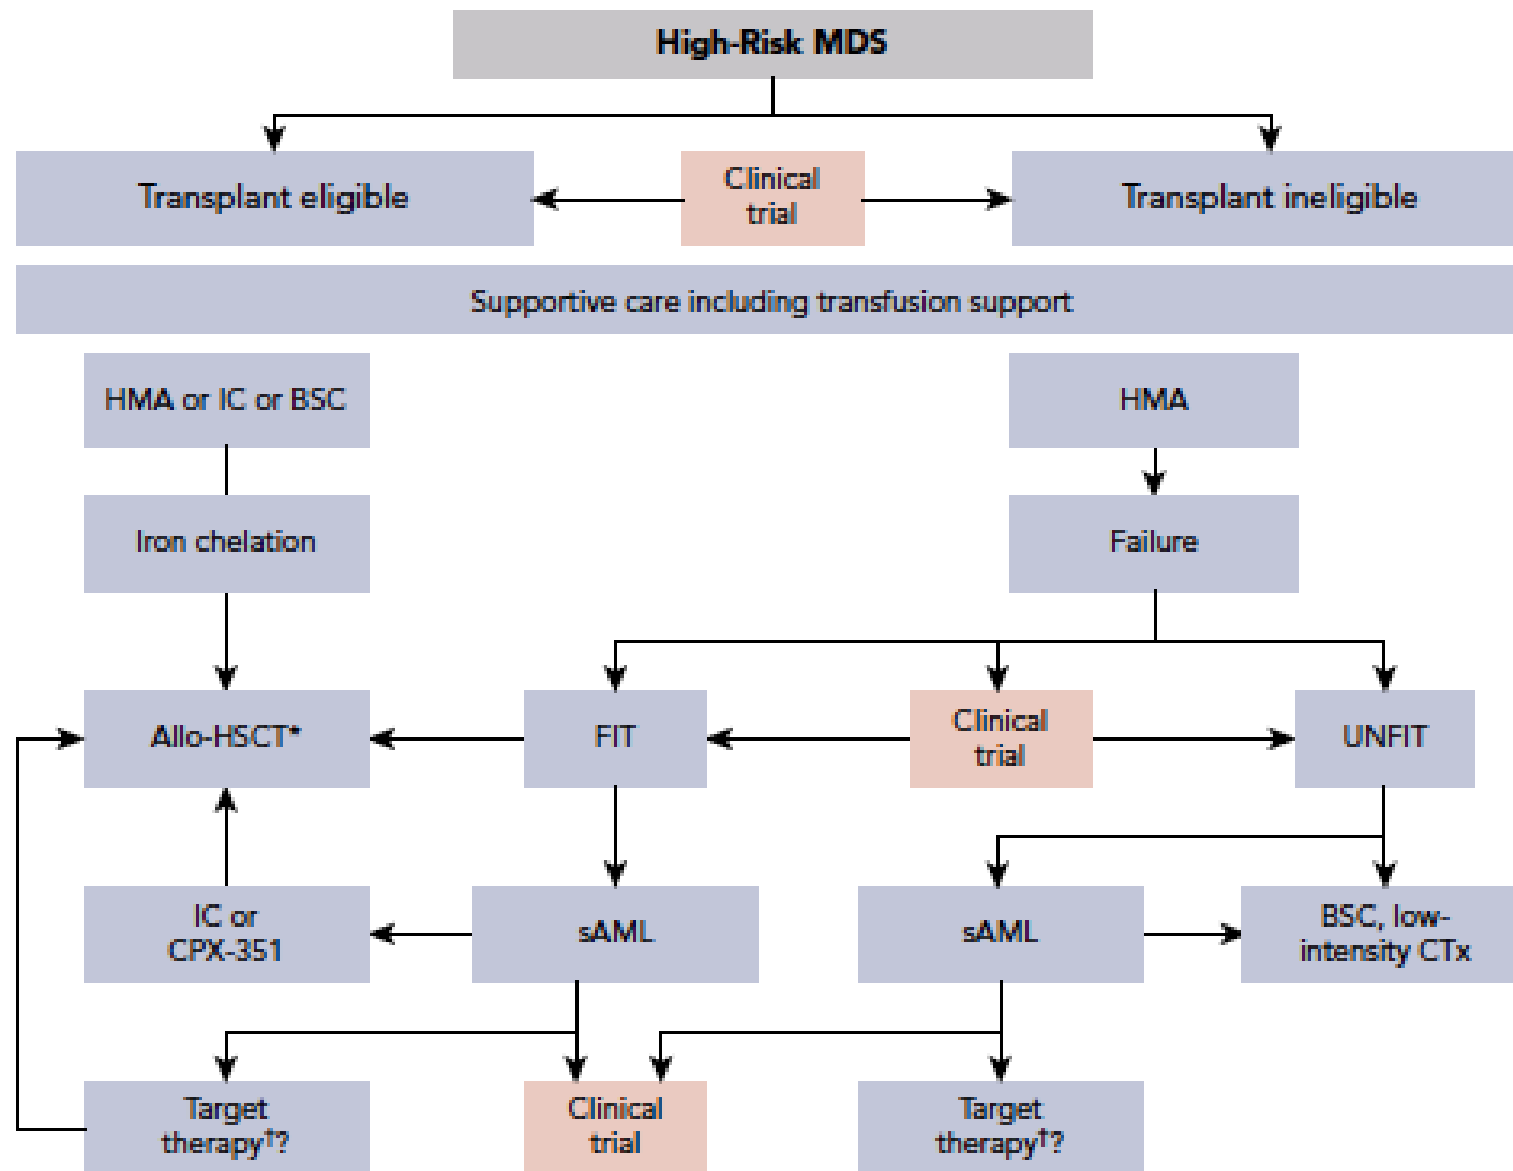 High-Risk MDS
Transplant eligible
Clinical
trial
Transplant ineligible
Supportive care including transfusion support
HMA or IC or BSC
HMA
Iron chelation
Failure
Allo-HSCT*
FIT
Clinical
trial
UNFIT
IC or
CPX-351
sAML
sAML
BSC, low-
intensity CTx
Target
therapy†?
Clinical
trial
Target
therapy†?